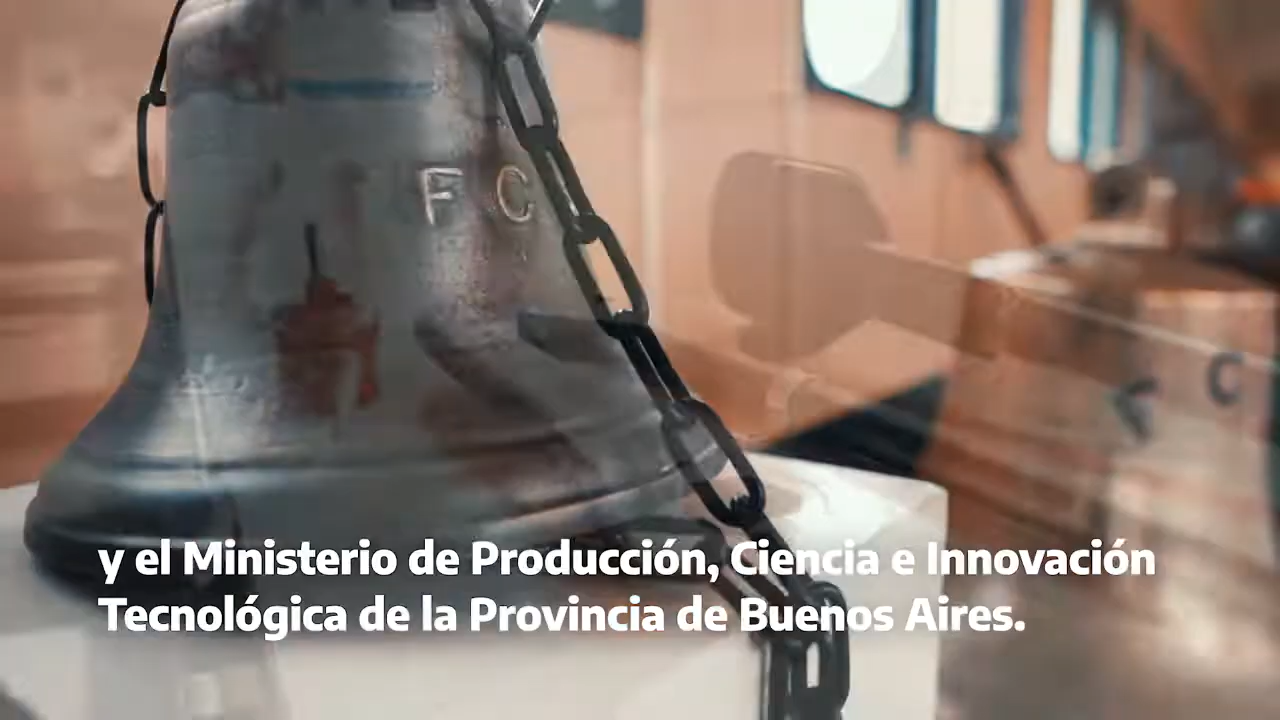 F C
C
y el Ministerio de Producción, Ciencia e Innovación
Tecnológica de la Provincia de Buenos Aires.